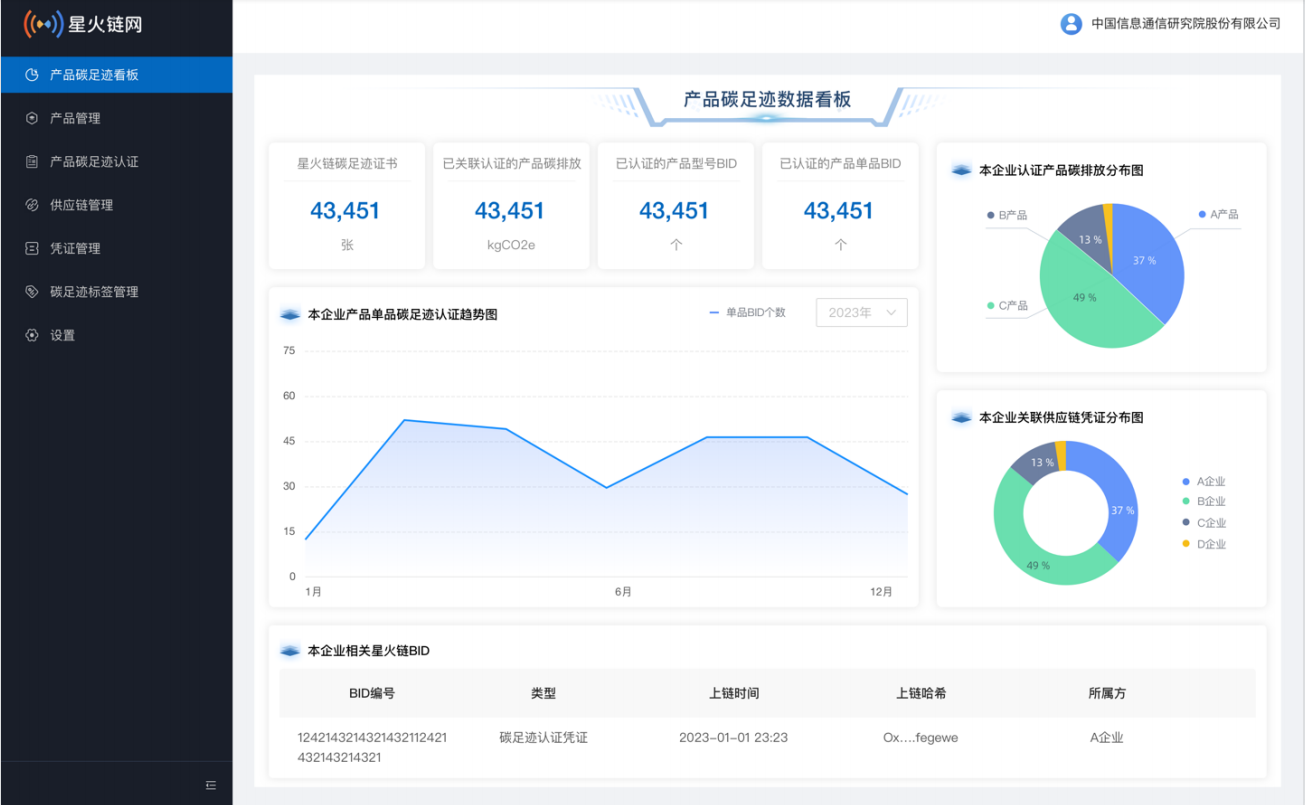 星火链网
中国信息通信研究院股份有限公司
产品碳足迹看板
产品管理
产品碳足迹认证
供应链管理
凭证管理
碳足迹标签管理
设置
产品碳足迹数据看板
星火链碳足迹证书
43,451
张
已关联认证的产品碳排放
43,451
kgCO2e
已认证的产品型号BID
43,451
个
已认证的产品单品BID
43,451
个
本企业产品单品碳足迹认证趋势图
单品BID个数
2023年
75
60
45
30
15
0
1月
6月
12月
本企业认证产品碳排放分布图
B产品
A产品
13 %
37 %
49 %
C产品
本企业关联供应链凭证分布图
13 %
37 %
49 %
A企业
B企业
C企业
D企业
本企业相关星火链BID
BID编号 类型 上链时间 上链哈希 所属方
1242143214321432112421 碳足迹认证凭证 2023-01-01 23:23 Ox....fegewe A企业
432143214321